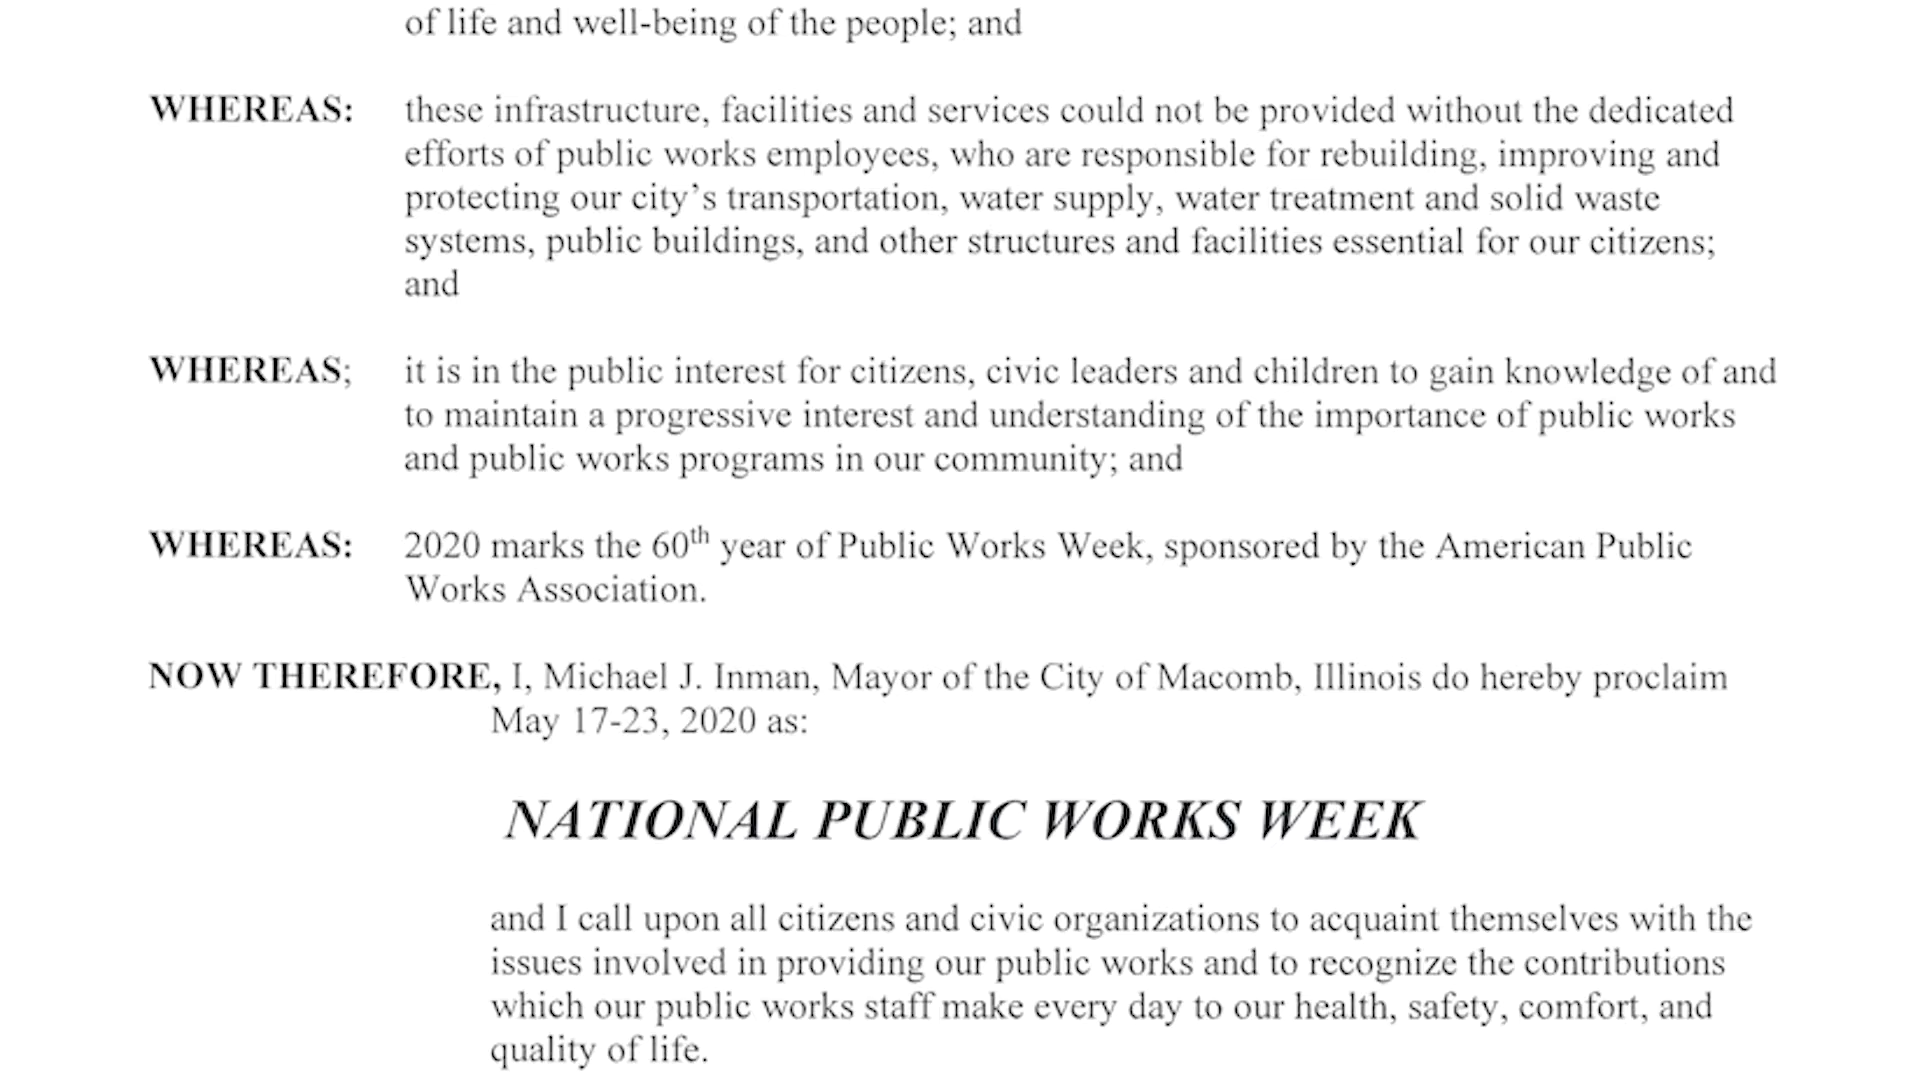 of life and well-being of the people; and
WHEREAS: these infrastructure, facilities and services could not be provided without the dedicated
efforts of public works employees, who are responsible for rebuilding, improving and
protecting our city's transportation, water supply, water treatment and solid waste
systems, public buildings, and other structures and facilities essential for our citizens;
and
WHEREAS; it is in the public interest for citizens, civic leaders and children to gain knowledge of and
to maintain a progressive interest and understanding of the importance of public works
and public works programs in our community; and
WHEREAS: 2020 marks the 60th year of Public Works Week, sponsored by the American Public
Works Association.
NOW THEREFORE, I, Michael J. Inman, Mayor of the City of Macomb, Illinois do hereby proclaim
May 17-23, 2020 as:
NATIONAL PUBLIC WORKS WEEK
and I call upon all citizens and civic organizations to acquaint themselves with the
issues involved in providing our public works and to recognize the contributions
which our public works staff make every day to our health, safety, comfort, and
quality of life.